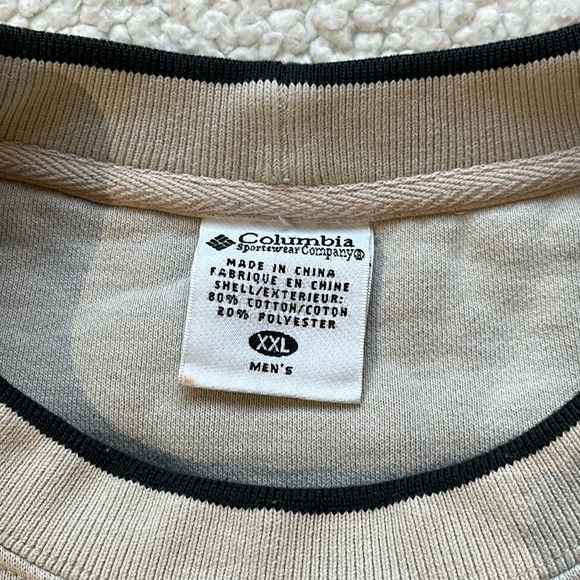 Columbia
Sportswear Company®
MADE IN CHINA
FABRIQUE EN CHINE
SHELL/EXTERIEUR:
80% COTTON/COTON
20% POLYESTER
XXL
MEN'S